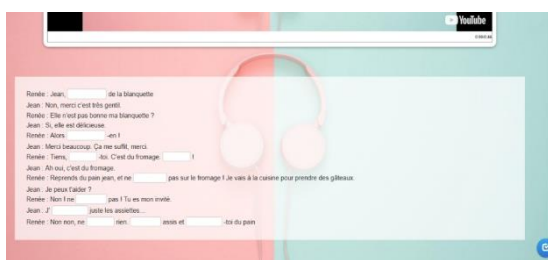 YouTube
Renée : Jean, de la blanquette
Jean : Non, merci c'est très gentil.
Renée : Elle n'est pas bonne ma blanquette ?
Jean : Si, elle est délicieuse.
Renée : Alors -en !
Jean : Merci beaucoup. Ça me suffit, merci.
Renée : Tiens, -toi. C'est du fromage. !
Jean : Ah oui, c'est du fromage.
Renée : Reprends du pain jean, et ne pas sur le fromage ! Je vais à la cuisine pour prendre des gâteaux.
Jean : Je peux t'aider ?
Renée : Non ! ne pas ! Tu es mon invité.
Jean : J' juste les assiettes...
Renée : Non non, ne rien, assis et -toi du pain.